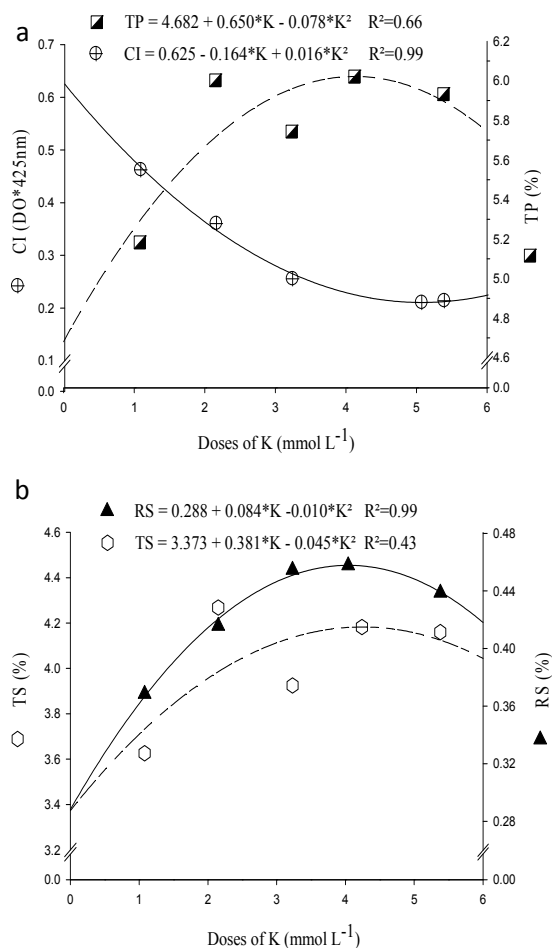 a
TP = 4.682 + 0.650*K - 0.078*K² R²=0.66
CI = 0.625 - 0.164*K + 0.016*K² R²=0.99
CI (DO*425nm)
0.7
0.6
0.5
0.4
0.3
0.2
0.1
0.0
6.2
6.0
5.8
5.6
5.4
5.2
5.0
4.8
4.6
0.0
TP (%)
0 1 2 3 4 5 6
Doses of K (mmol L⁻¹)
b
RS = 0.288 + 0.084*K -0.010*K² R²=0.99
TS = 3.373 + 0.381*K - 0.045*K² R²=0.43
TS (%)
4.6
4.4
4.2
4.0
3.8
3.6
3.4
3.2
0.0
0.48
0.44
0.40
0.36
0.32
0.28
0.00
RS (%)
0 1 2 3 4 5 6
Doses of K (mmol L⁻¹)